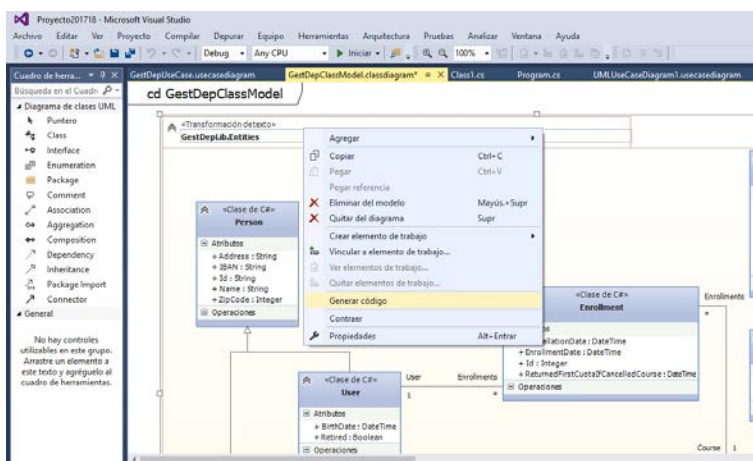 Proyecto201718 - Microsoft Visual Studio
Archivo Editar Ver Proyecto Compilar Depurar Equipo Herramientas Arquitectura Pruebas Analizar Ventana Ayuda
Debug Any CPU Iniciar 100%
Cuadro de herra...
GestDepUseCase.usecasediagram GestDepClassModel.classdiagram* Class1.cs Program.cs UMLUseCaseDiagram1.usecasediagram
Búsqueda en el Cuadri
cd GestDepClassModel
Diagrama de clases UML
Puntero
Class
Interface
Enumeration
Package
Comment
Association
Aggregation
Composition
Dependency
Inheritance
Package Import
Connector
General
No hay controles
utilizables en este grupo.
Arrastre un elemento a
este texto y agréguelo al
cuadro de herramientas.
«Transformación de texto»
GestDepLib.Entities
Agregar
Copiar Ctrl+C
Pegar Ctrl+V
Pegar referencia
Eliminar del modelo Mayús.+Supr
Quitar del diagrama Supr
Crear elemento de trabajo
Vincular a elemento de trabajo...
Ver elementos de trabajo...
Quitar elementos de trabajo...
Generar código
Contraer
Propiedades Alt+Entrar
«Clase de C#»
Person
Atributos
+ Address : String
+ IBAN : String
+ Id : String
+ Name : String
+ ZipCode : Integer
Operaciones
«Clase de C#»
Enrollment
os
ellationDate : DateTime
+ EnrollmentDate : DateTime
+ Id : Integer
+ ReturnedFirstCuotaIfCancelledCourse : DateTime
Operaciones
Enrollments
*
User Enrollments
1 *
«Clase de C#»
User
Atributos
+ BirthDate : DateTime
+ Retired : Boolean
Operaciones
Course 1